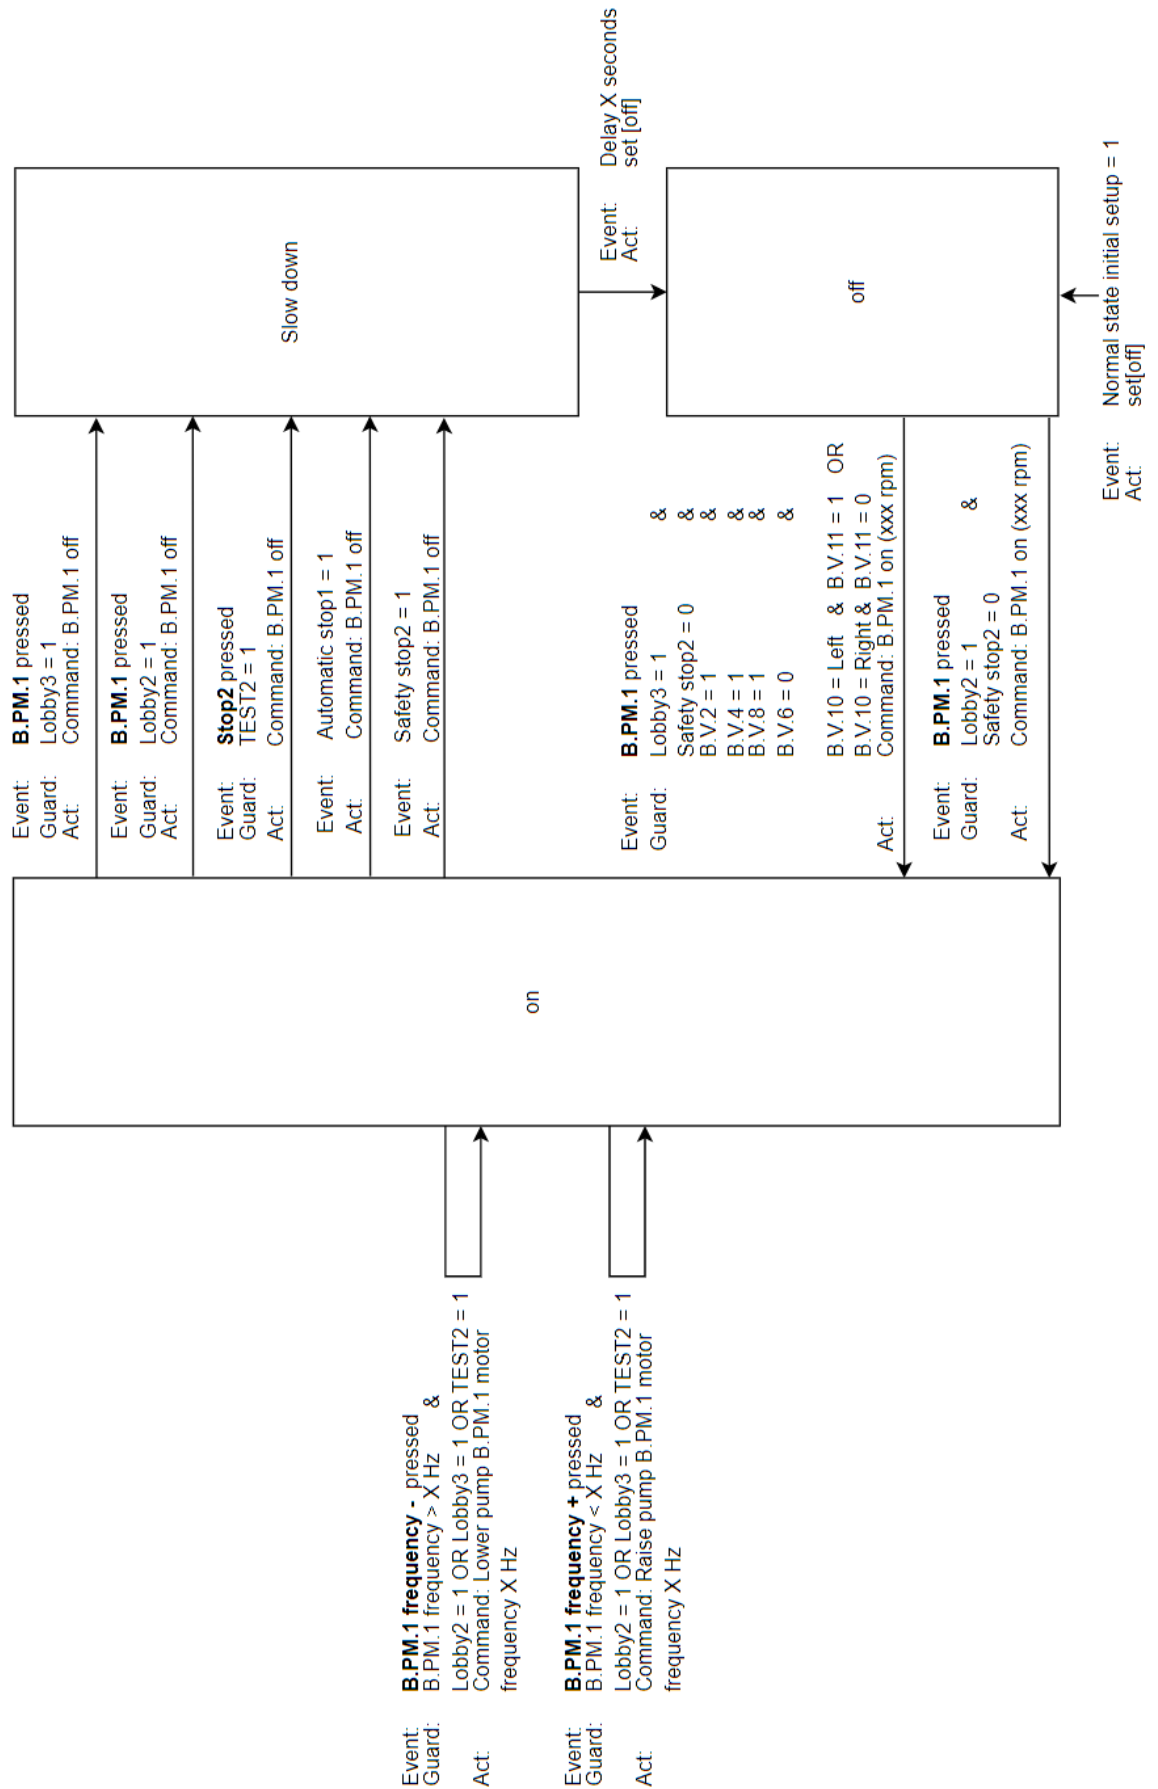 Event: B.PM.1 pressed
Guard: Lobby3 = 1
Act: Command: B.PM.1 off
Event: B.PM.1 pressed
Guard: Lobby2 = 1
Act: Command: B.PM.1 off
Event: Stop2 pressed
Guard: TEST2 = 1
Act: Command: B.PM.1 off
Event: Automatic stop1 = 1
Act: Command: B.PM.1 off
Event: Safety stop2 = 1
Act: Command: B.PM.1 off
Slow down
Event: Delay X seconds
Act: set [off]
on
off
Event: B.PM.1 frequency - pressed
Guard: B.PM.1 frequency > X Hz &
Lobby2 = 1 OR Lobby3 = 1 OR TEST2 = 1
Act: Command: Lower pump B.PM.1 motor
frequency X Hz
Event: B.PM.1 frequency + pressed
Guard: B.PM.1 frequency < X Hz &
Lobby2 = 1 OR Lobby3 = 1 OR TEST2 = 1
Act: Command: Raise pump B.PM.1 motor
frequency X Hz
Event: B.PM.1 pressed
Guard: Lobby3 = 1 &
Safety stop2 = 0 &
B.V.2 = 1 &
B.V.4 = 1 &
B.V.8 = 1 &
B.V.6 = 0 &
B.V.10 = Left & B.V.11 = 1 OR
B.V.10 = Right & B.V.11 = 0
Act: Command: B.PM.1 on (xxx rpm)
Event: B.PM.1 pressed
Guard: Lobby2 = 1 &
Safety stop2 = 0
Act: Command: B.PM.1 on (xxx rpm)
Event: Normal state initial setup = 1
Act: set[off]